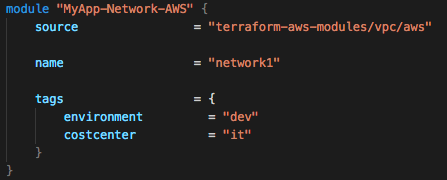 module "MyApp-Network-AWS" {
source = "terraform-aws-modules/vpc/aws"
name = "network1"
tags = {
environment = "dev"
costcenter = "it"
}
}